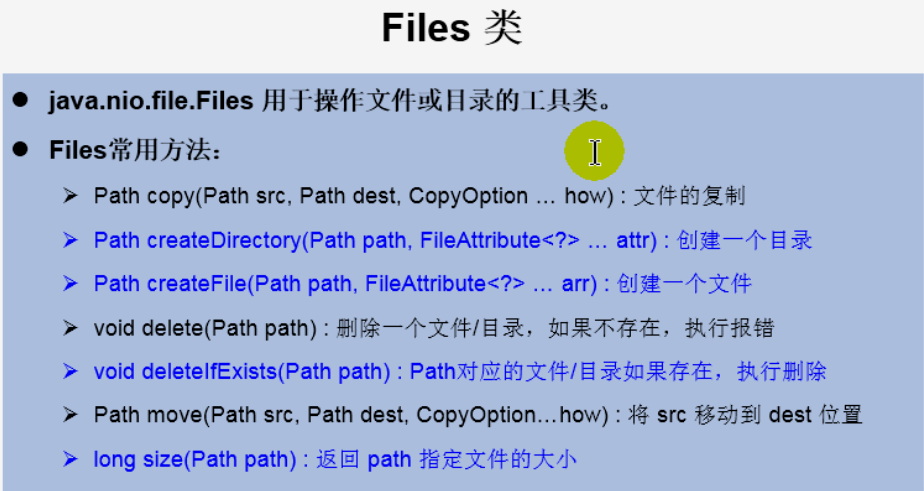 Files 类
● java.nio.file.Files 用于操作文件或目录的工具类。
● Files常用方法：
➢ Path copy(Path src, Path dest, CopyOption … how) : 文件的复制
➢ Path createDirectory(Path path, FileAttribute<?> … attr) : 创建一个目录
➢ Path createFile(Path path, FileAttribute<?> … arr) : 创建一个文件
➢ void delete(Path path) : 删除一个文件/目录，如果不存在，执行报错
➢ void deleteIfExists(Path path) : Path对应的文件/目录如果存在，执行删除
➢ Path move(Path src, Path dest, CopyOption…how) : 将 src 移动到 dest 位置
➢ long size(Path path) : 返回 path 指定文件的大小